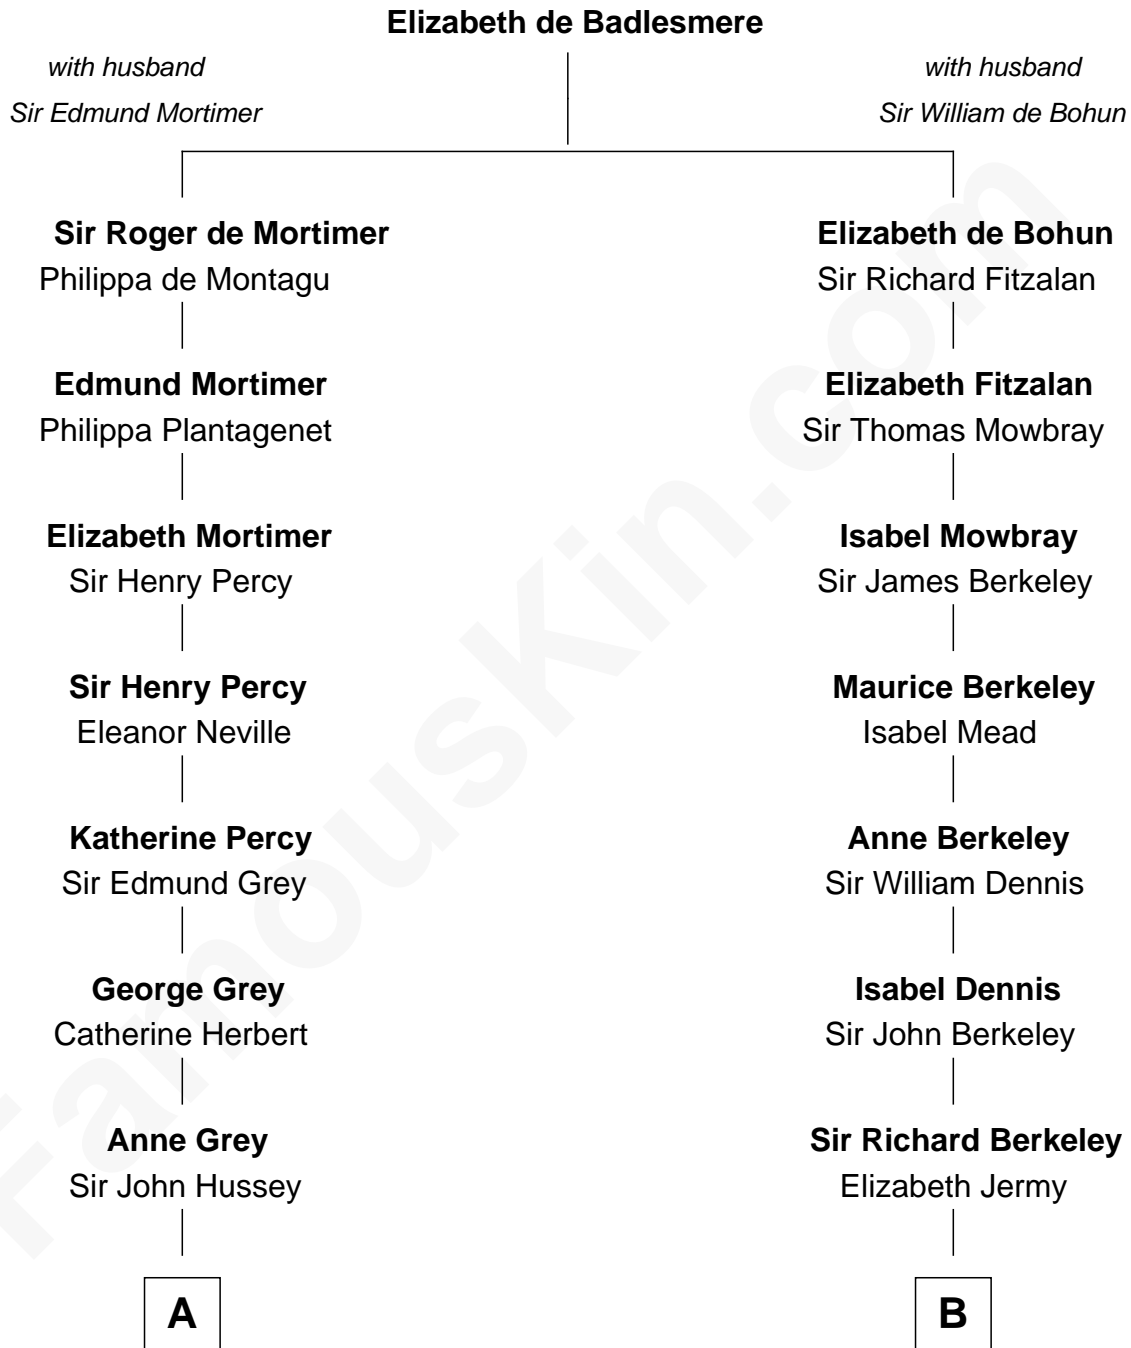 Elizabeth de Badlesmere
with husband
Sir Edmund Mortimer
with husband
Sir William de Bohun
Sir Roger de Mortimer
Philippa de Montagu
Elizabeth de Bohun
Sir Richard Fitzalan
Edmund Mortimer
Philippa Plantagenet
Elizabeth Fitzalan
Sir Thomas Mowbray
Elizabeth Mortimer
Sir Henry Percy
Isabel Mowbray
Sir James Berkeley
Sir Henry Percy
Eleanor Neville
Maurice Berkeley
Isabel Mead
Katherine Percy
Sir Edmund Grey
Anne Berkeley
Sir William Dennis
George Grey
Catherine Herbert
Isabel Dennis
Sir John Berkeley
Anne Grey
Sir John Hussey
Sir Richard Berkeley
Elizabeth Jermy
A
B
FamousKin.com